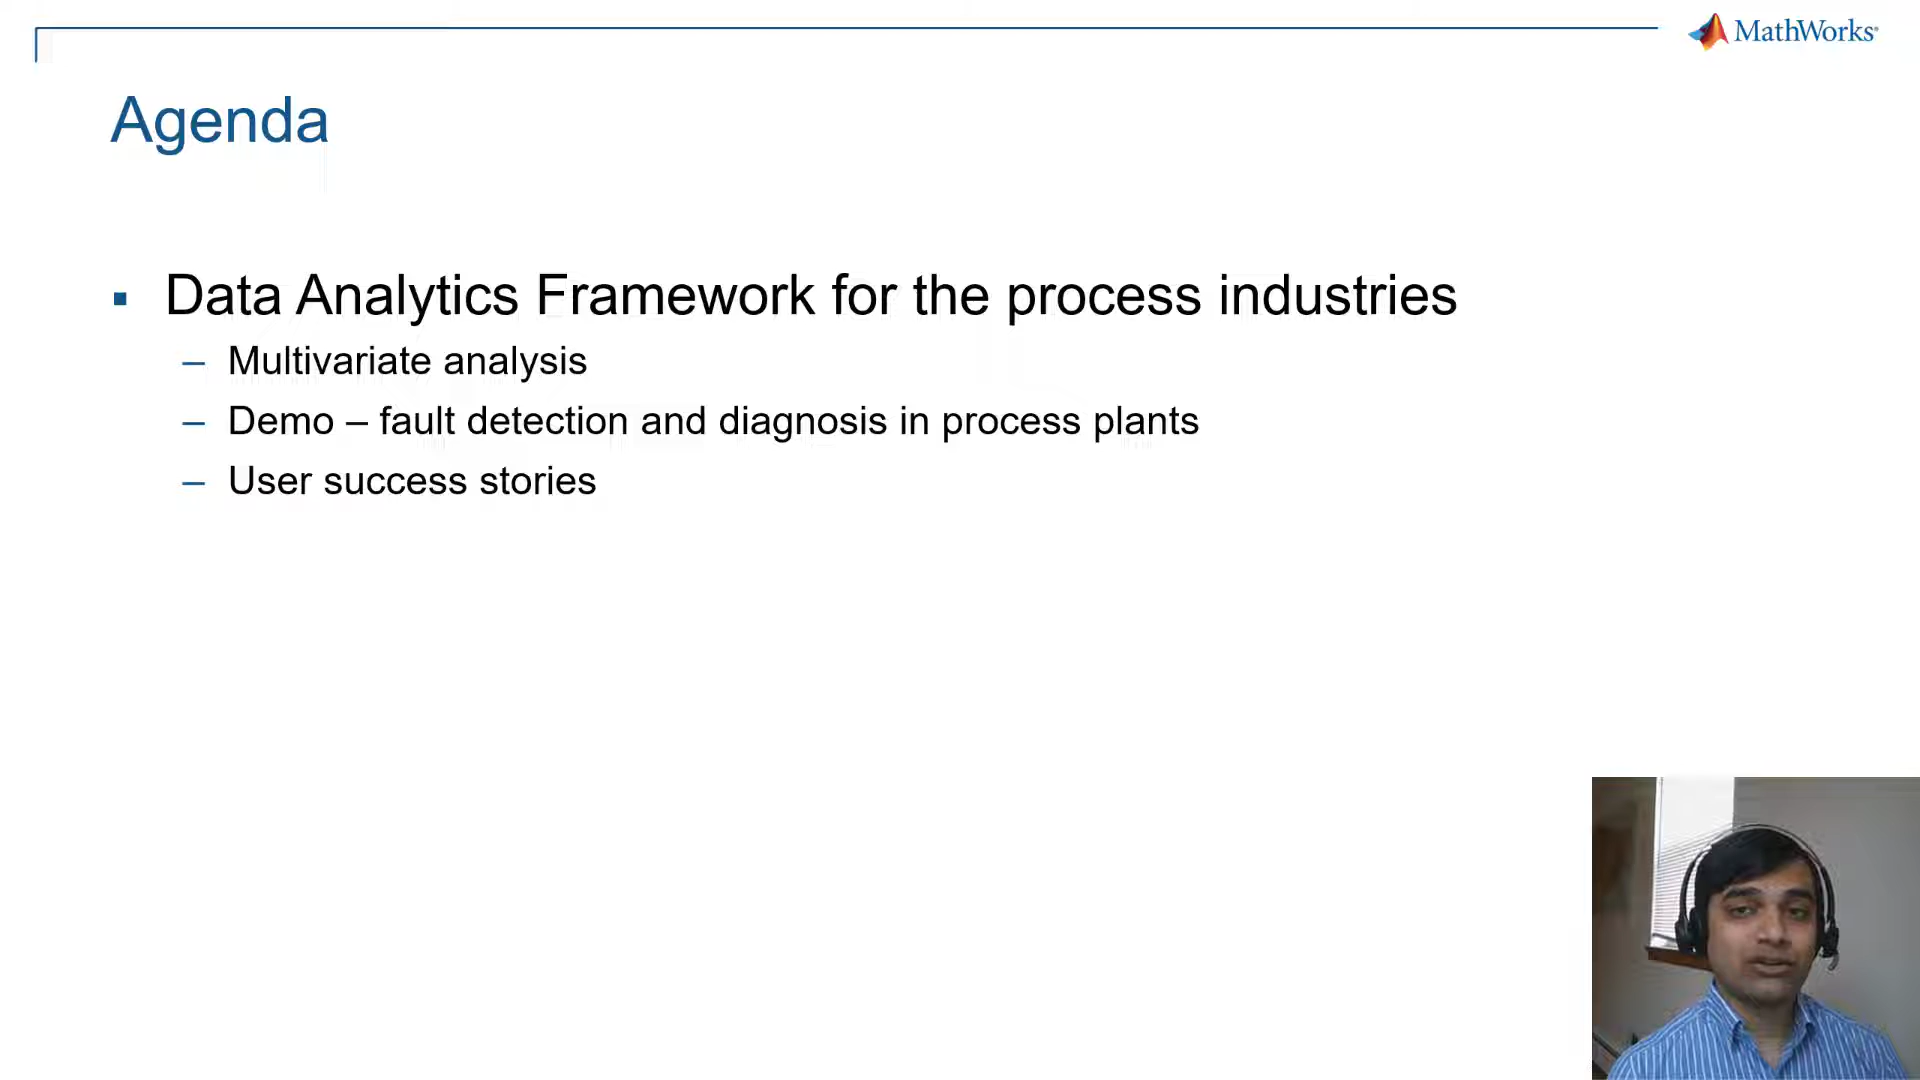 MathWorks®
Agenda
▪ Data Analytics Framework for the process industries
– Multivariate analysis
– Demo – fault detection and diagnosis in process plants
– User success stories